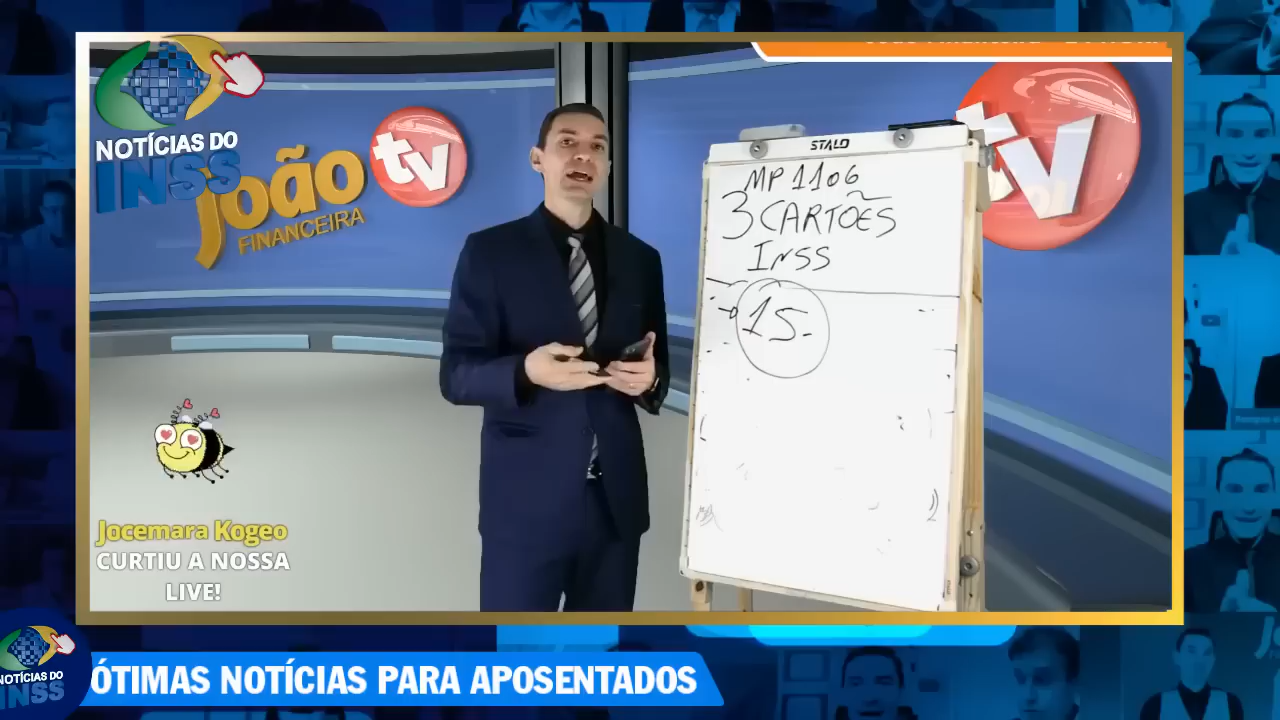 NOTÍCIAS DO
INSS
João
FINANCEIRA
tv
tv
STALO
MP 1106
3 CARTÕES
INSS
15
Jocemara Kogeo
CURTIU A NOSSA
LIVE!
NOTÍCIAS DO
INSS
ÓTIMAS NOTÍCIAS PARA APOSENTADOS